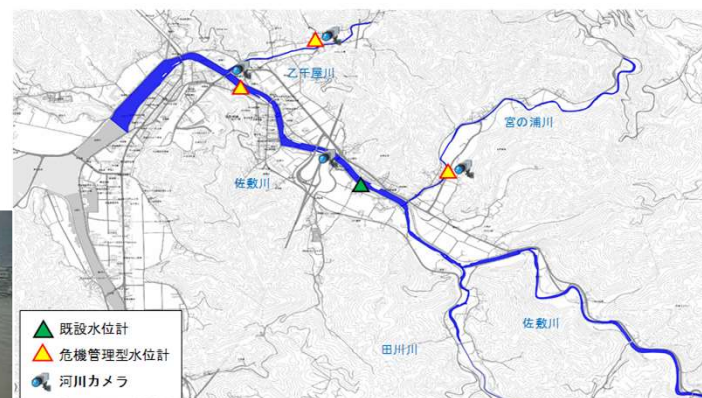 乙千屋川
宮の浦川
佐敷川
佐敷川
田川川
既設水位計
危機管理型水位計
河川カメラ